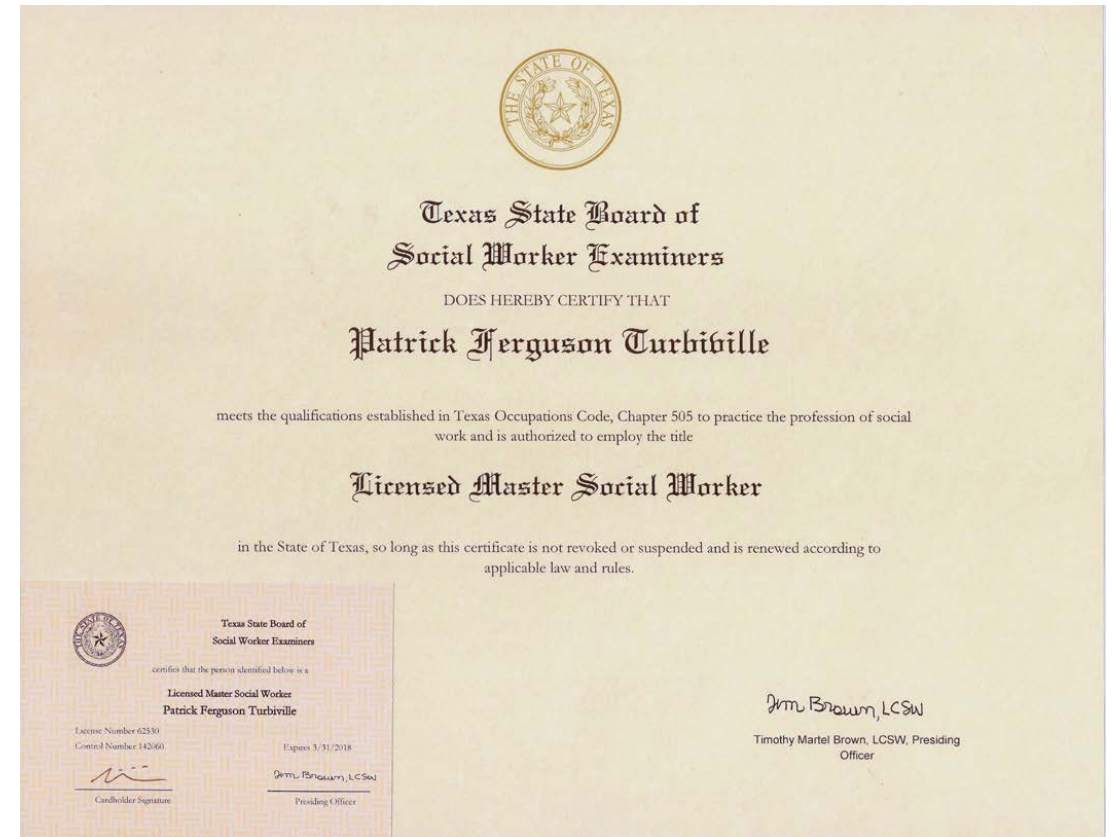 THE STATE OF TEXAS
Texas State Board of
Social Worker Examiners
DOES HEREBY CERTIFY THAT
Patrick Ferguson Turbiville
meets the qualifications established in Texas Occupations Code, Chapter 505 to practice the profession of social
work and is authorized to employ the title
Licensed Master Social Worker
in the State of Texas, so long as this certificate is not revoked or suspended and is renewed according to
applicable law and rules.
THE STATE OF TEXAS
Texas State Board of
Social Worker Examiners
certifies that the person identified below is a
Licensed Master Social Worker
Patrick Ferguson Turbiville
License Number 62530
Control Number 142060
Expires 3/31/2018
Jim Brown, LCSW
Cardholder Signature
Presiding Officer
Jim Brown, LCSW
Timothy Martel Brown, LCSW, Presiding
Officer